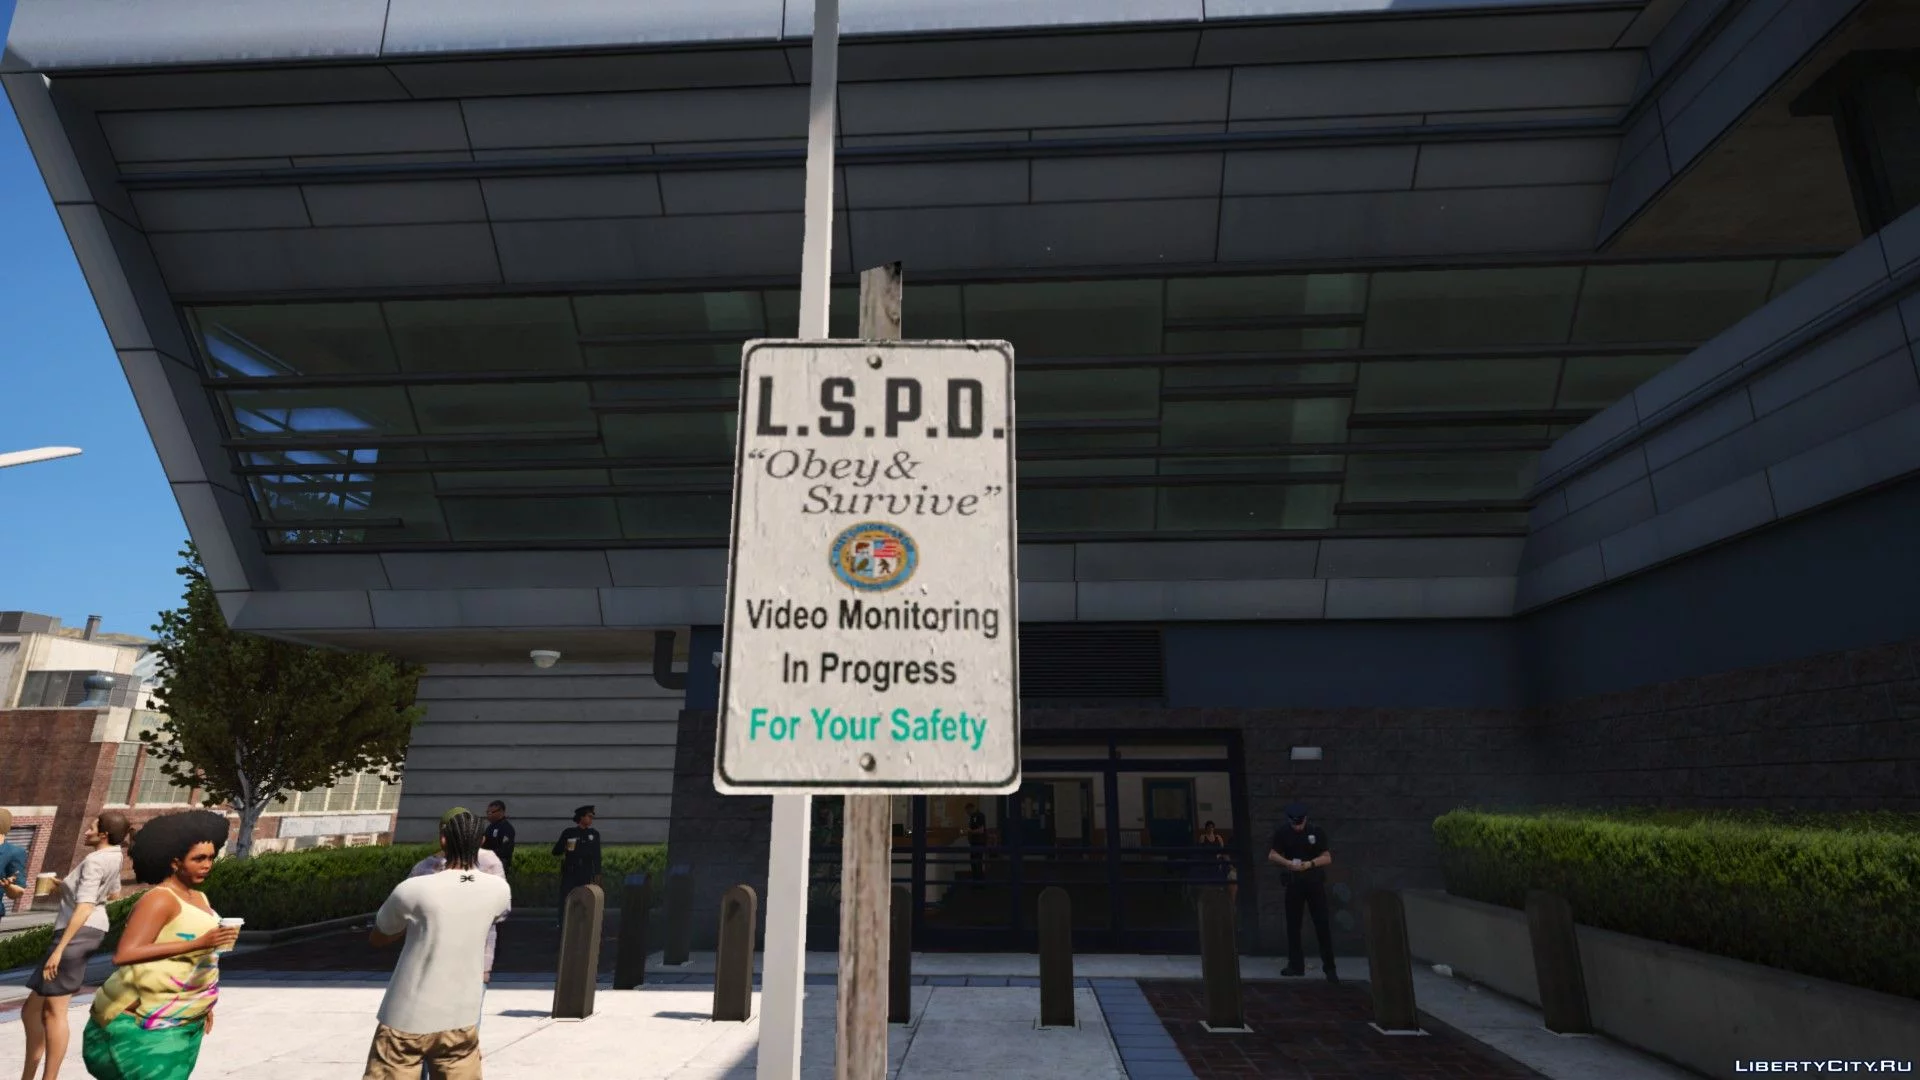 L.S.P.D.
“Obey&
Survive”
Video Monitoring
In Progress
For Your Safety
LibertyCity.Ru